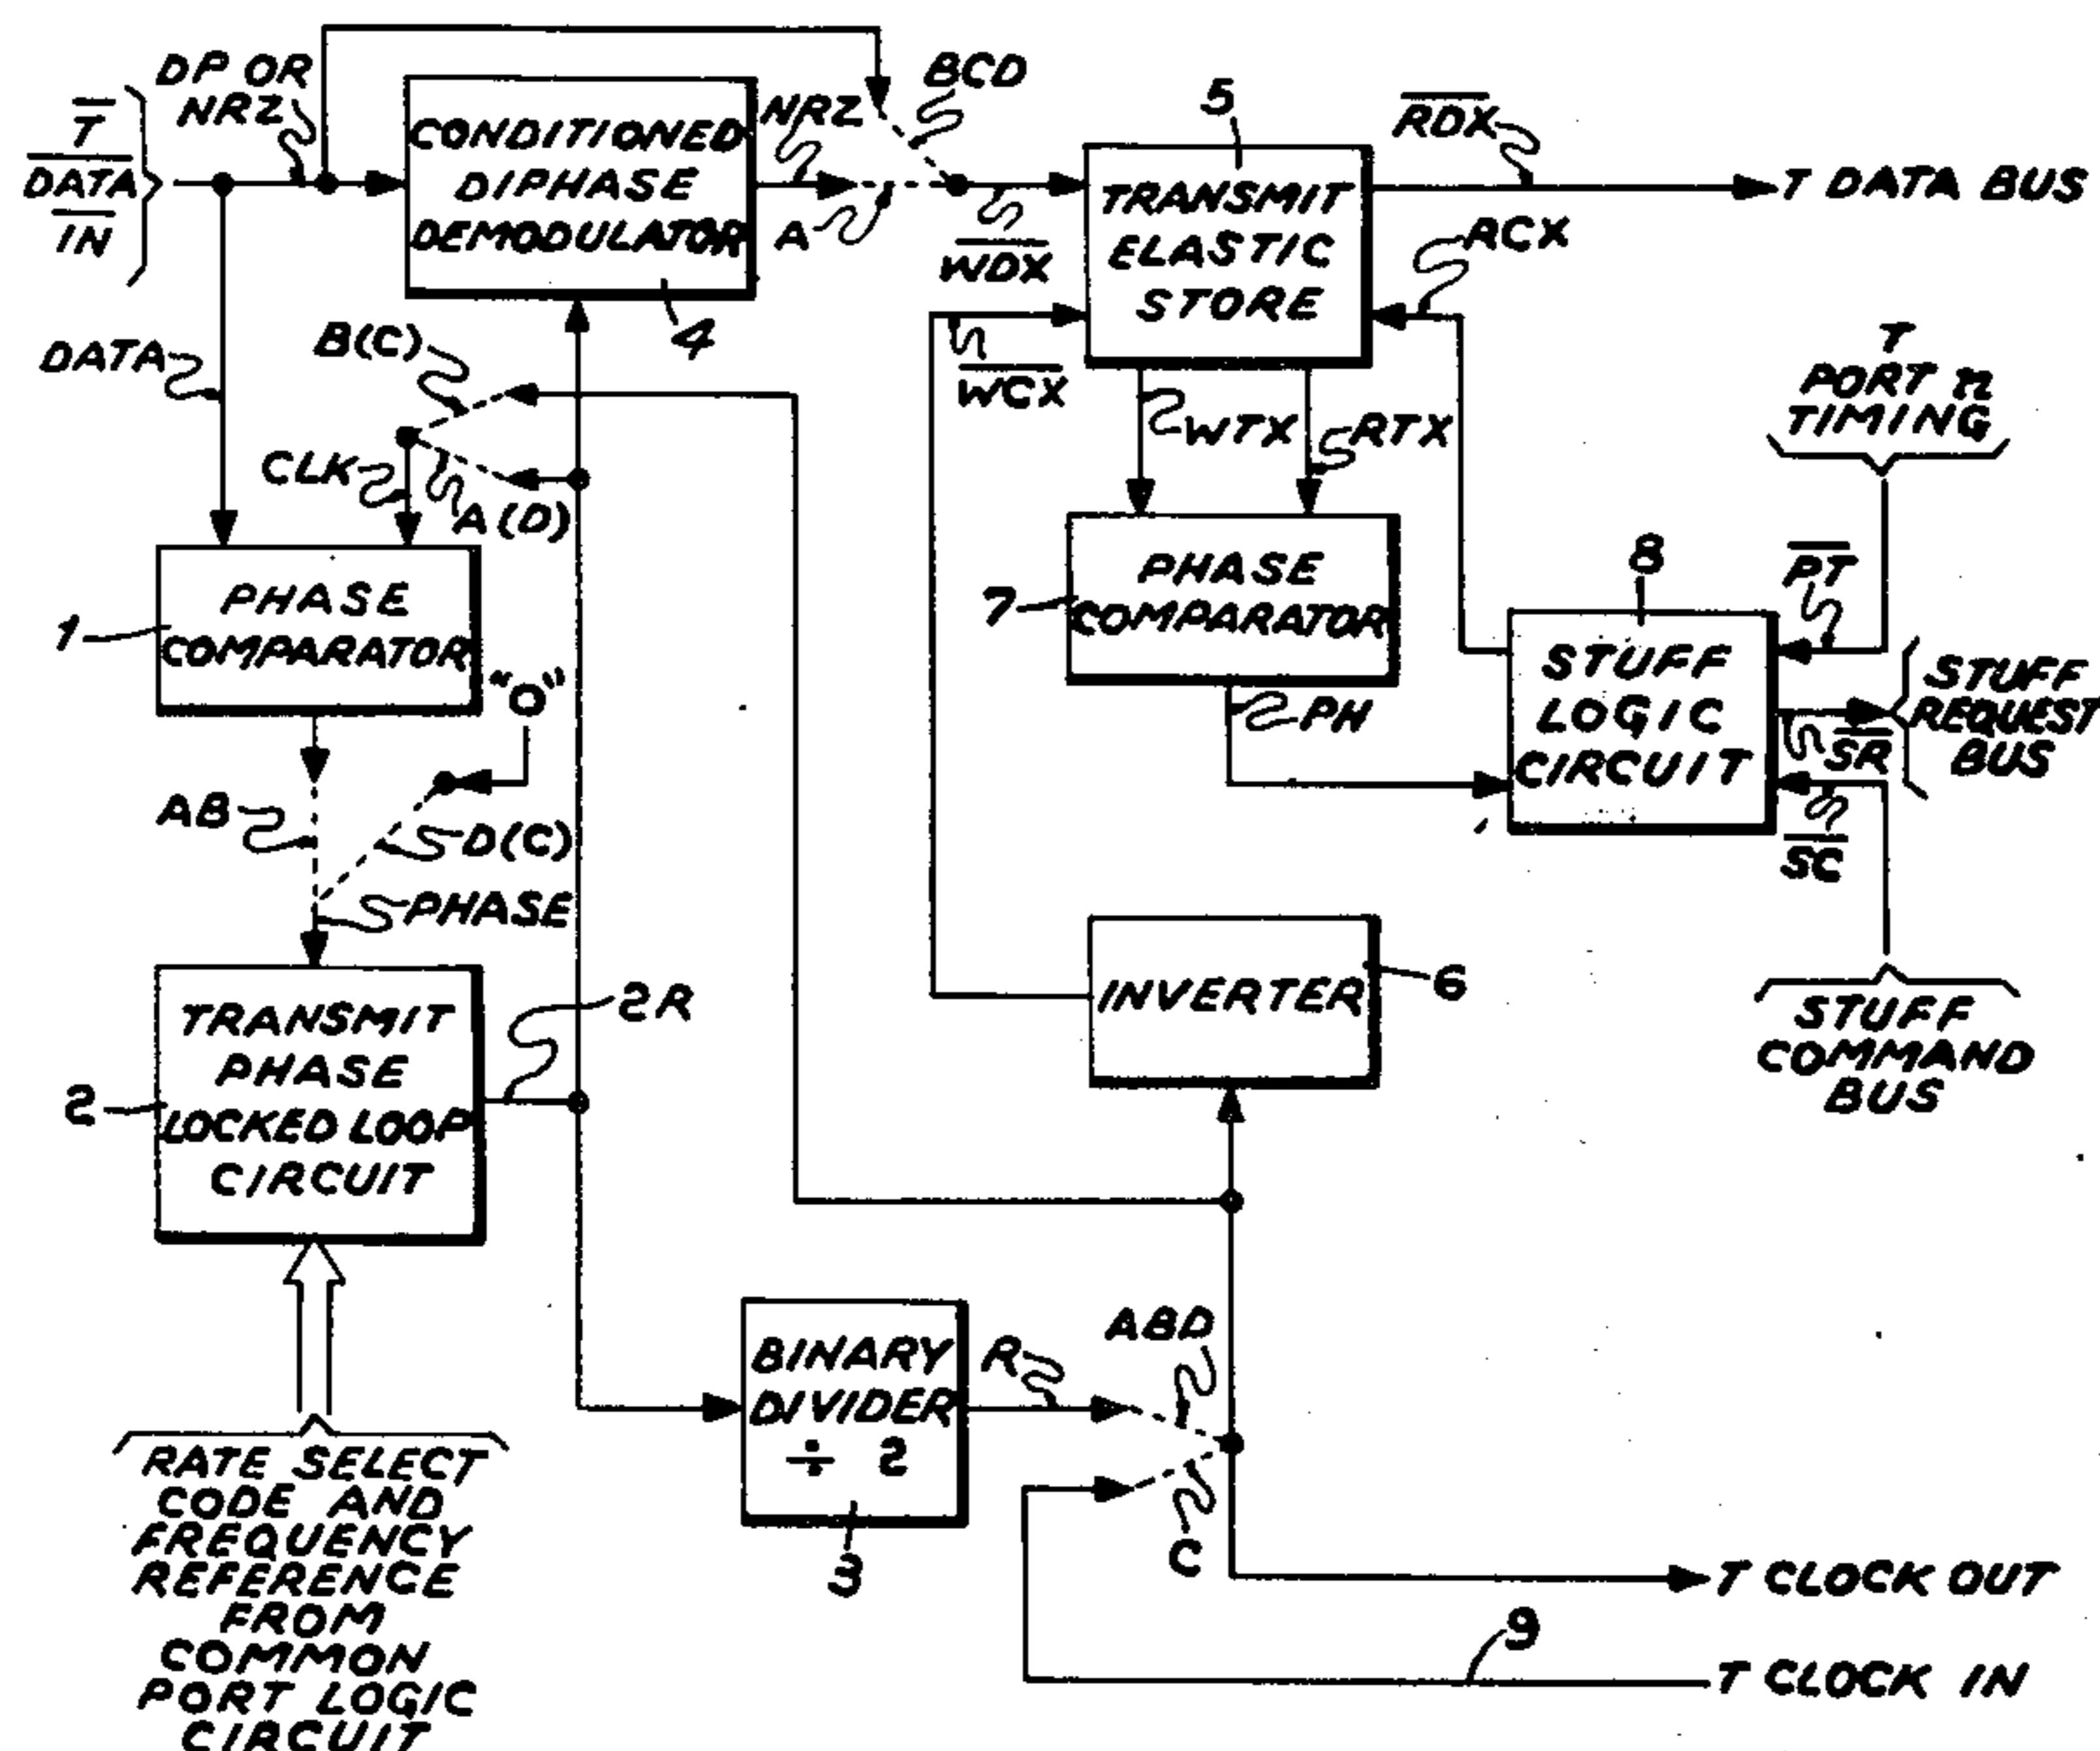 DP OR
NRZ
T
DATA
IN
CONDITIONED
DIPHASE
DEMODULATOR
4
NRZ
A
BCD
WDX
5
TRANSMIT
ELASTIC
STORE
RDX
T DATA BUS
RCX
WCX
WTX
RTX
DATA
B(C)
CLK
A(D)
T
PORT n
TIMING
PHASE
COMPARATOR
1
"O"
7
PHASE
COMPARATOR
PH
8
STUFF
LOGIC
CIRCUIT
PT
STUFF
REQUEST
BUS
SR
SC
AB
D(C)
PHASE
STUFF
COMMAND
BUS
TRANSMIT
PHASE
LOCKED LOOP
CIRCUIT
2
2R
INVERTER
6
BINARY
DIVIDER
÷ 2
3
R
ABD
C
RATE SELECT
CODE AND
FREQUENCY
REFERENCE
FROM
COMMON
PORT LOGIC
CIRCUIT
T CLOCK OUT
9
T CLOCK IN